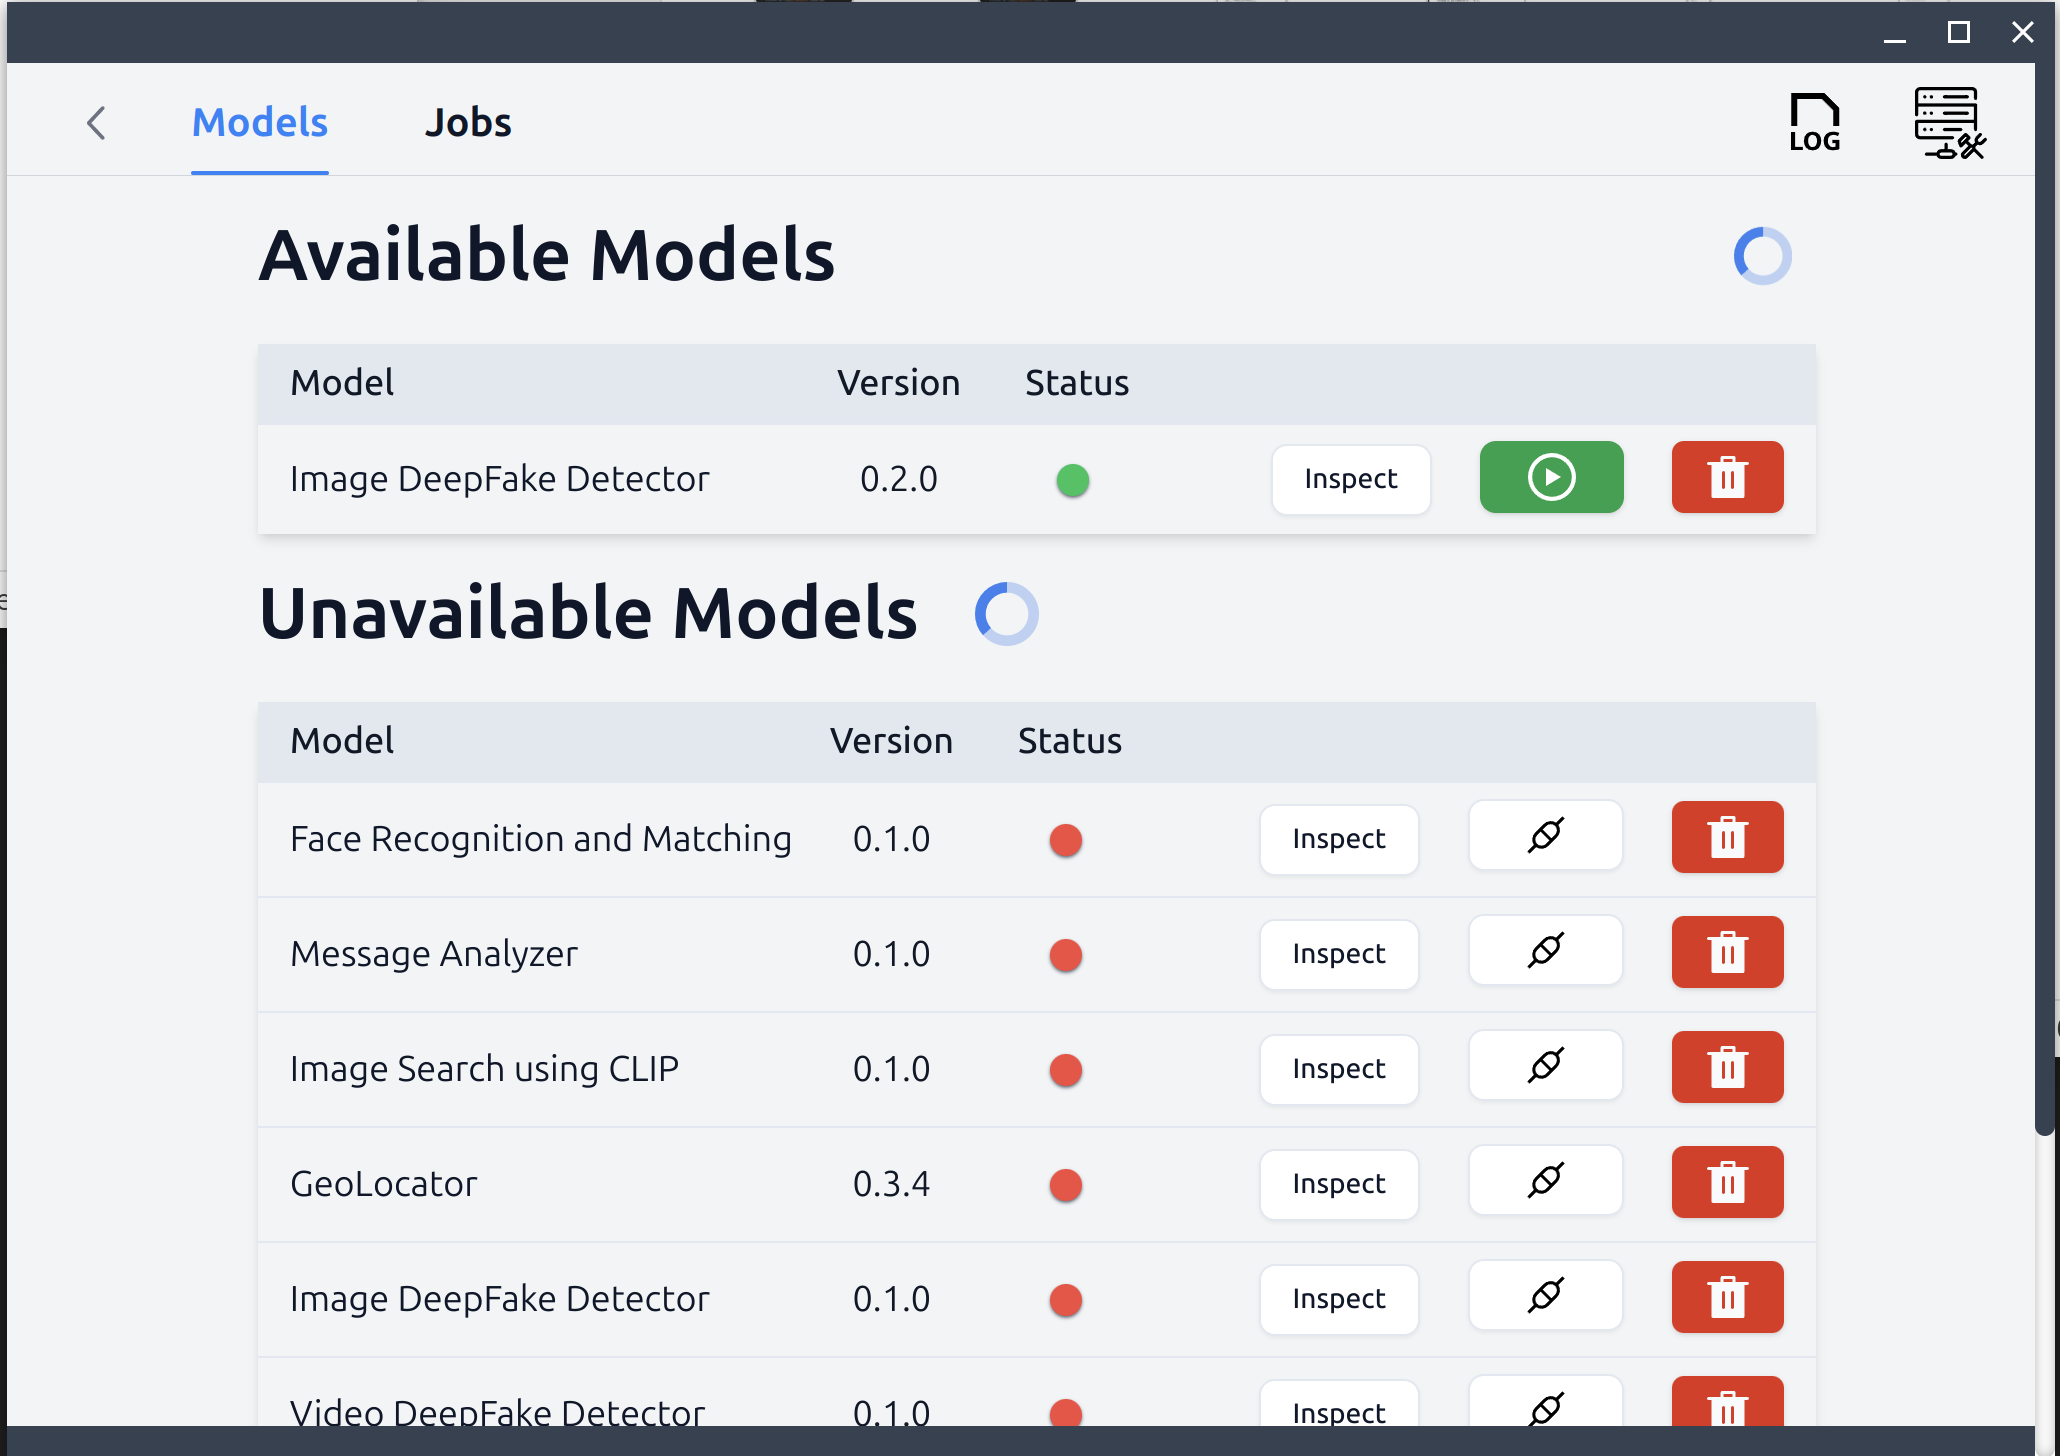 Models Jobs LOG
Available Models
Model Version Status
Image DeepFake Detector 0.2.0 Inspect
Unavailable Models
Model Version Status
Face Recognition and Matching 0.1.0 Inspect
Message Analyzer 0.1.0 Inspect
Image Search using CLIP 0.1.0 Inspect
GeoLocator 0.3.4 Inspect
Image DeepFake Detector 0.1.0 Inspect
Video DeepFake Detector 0.1.0 Inspect